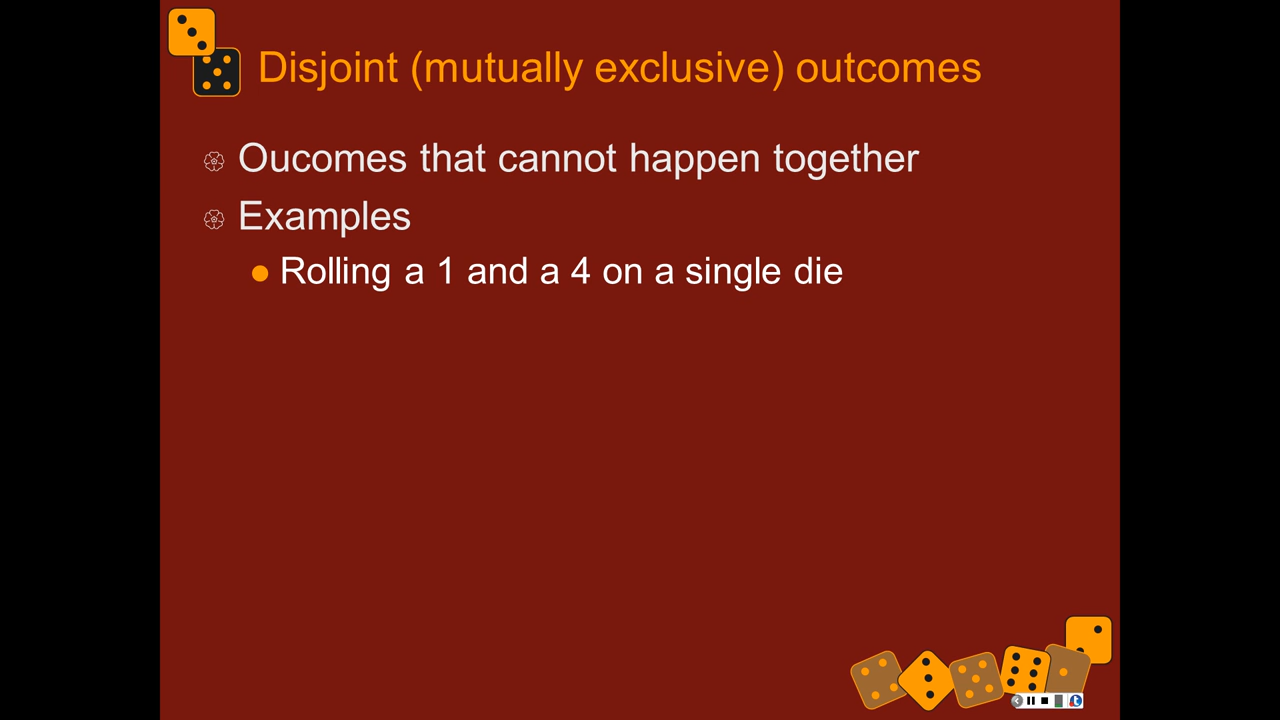 Disjoint (mutually exclusive) outcomes
Oucomes that cannot happen together
Examples
Rolling a 1 and a 4 on a single die